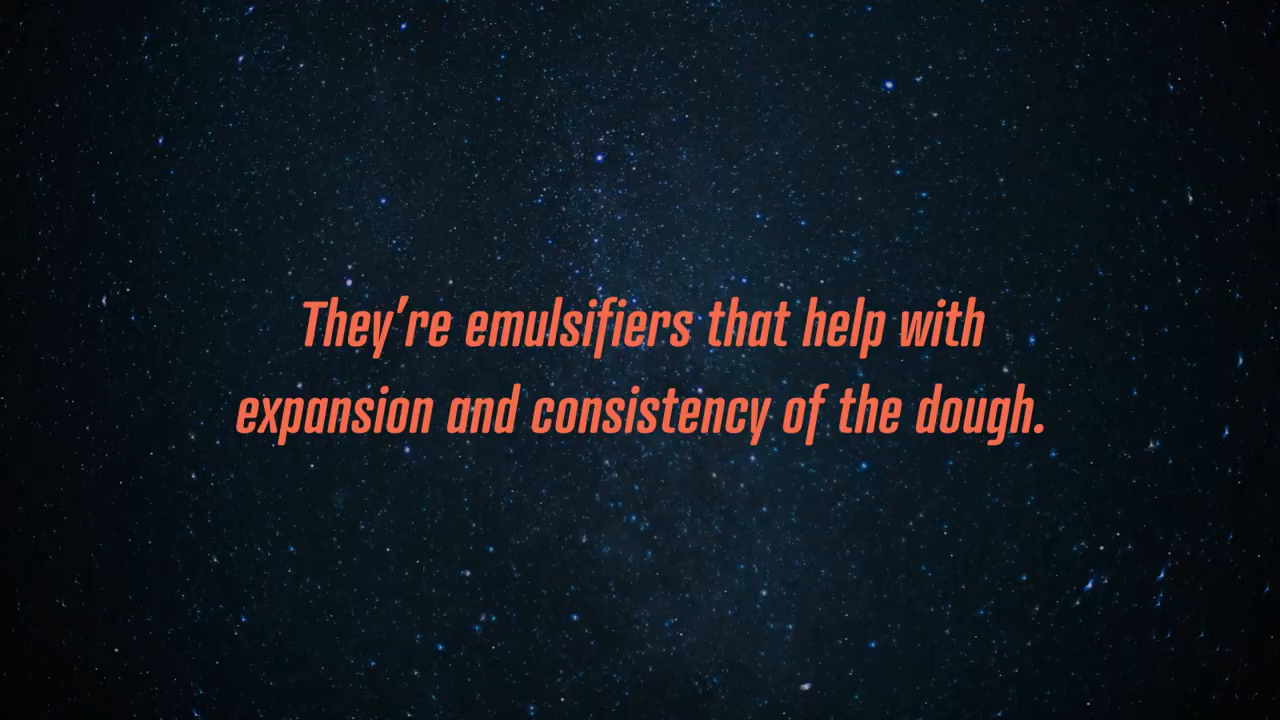 They’re emulsifiers that help with
expansion and consistency of the dough.